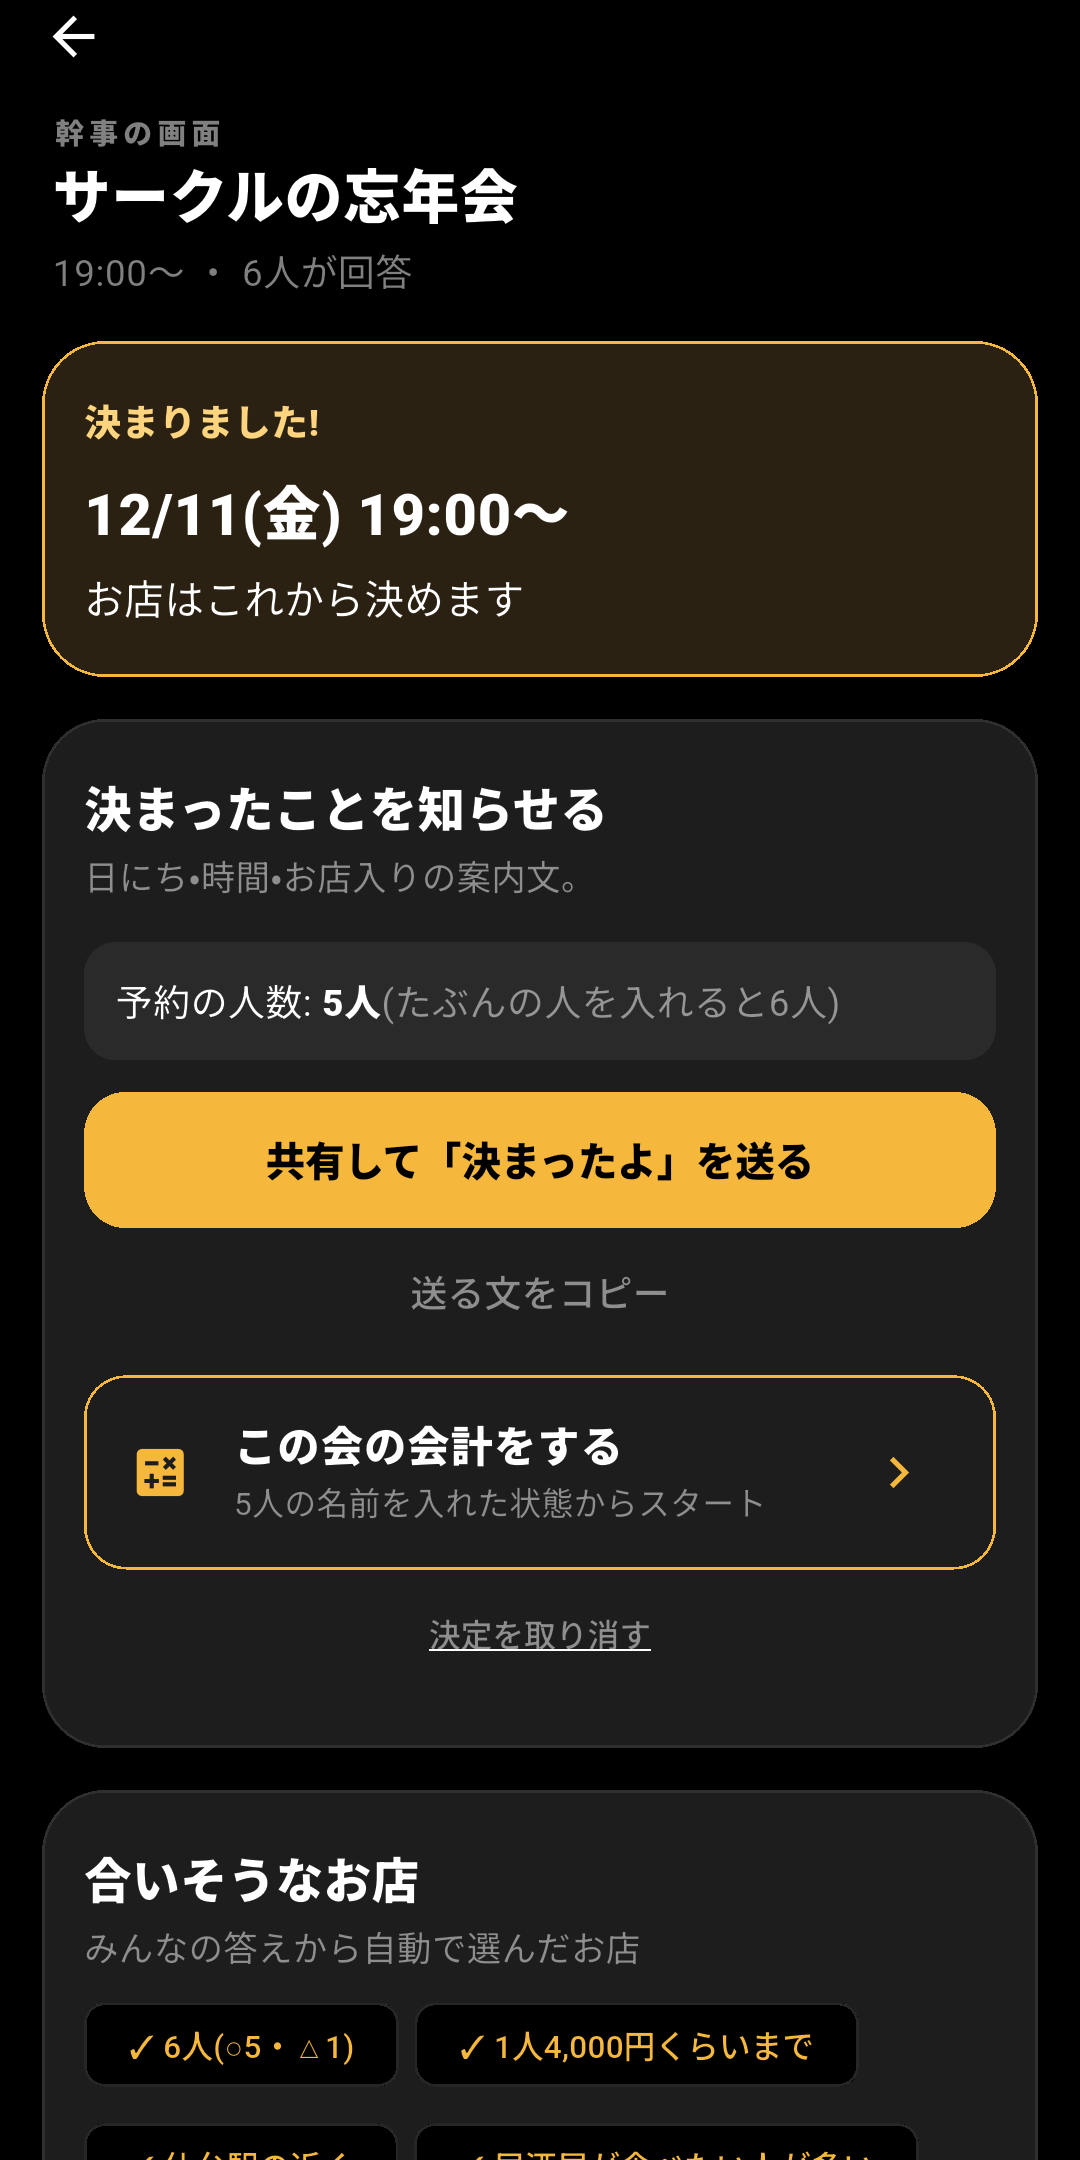 幹事の画面
サークルの忘年会
19:00〜 ・ 6人が回答
決まりました!
12/11(金) 19:00〜
お店はこれから決めます
決まったことを知らせる
日にち•時間•お店入りの案内文。
予約の人数: 5人(たぶんの人を入れると6人)
共有して「決まったよ」を送る
送る文をコピー
この会の会計をする
5人の名前を入れた状態からスタート
決定を取り消す
合いそうなお店
みんなの答えから自動で選んだお店
✓ 6人(○5・△1) ✓ 1人4,000円くらいまで